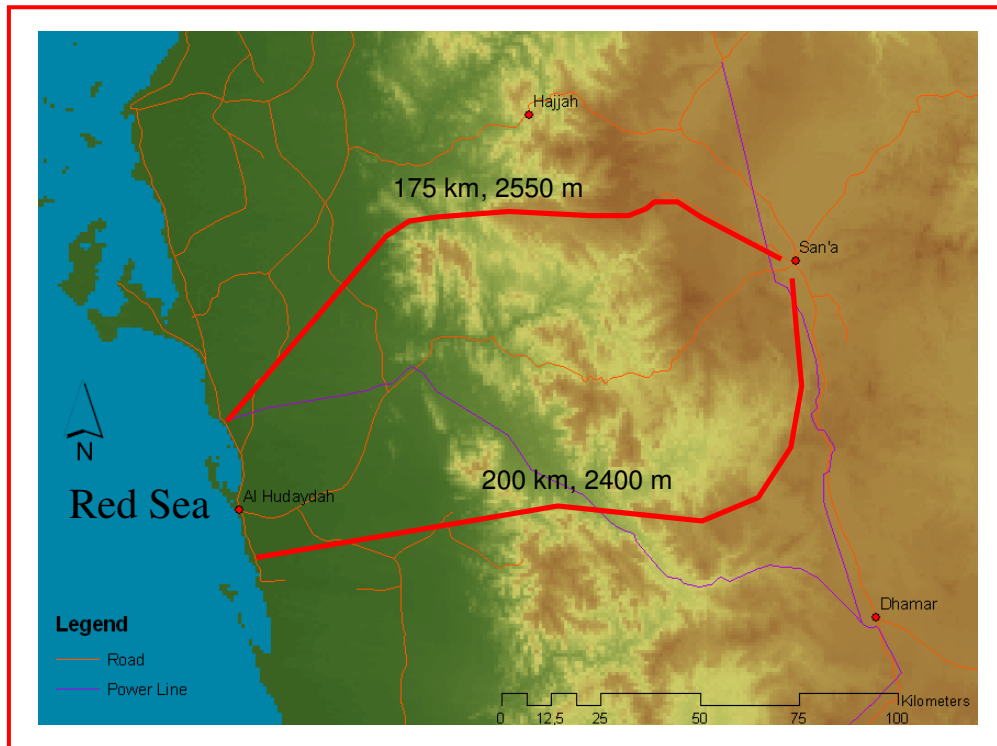 Hajjah
175 km, 2550 m
San'a
N
200 km, 2400 m
Red Sea
Al Hudaydah
Dhamar
Legend
Road
Power Line
Kilometers
0 12,5 25 50 75 100